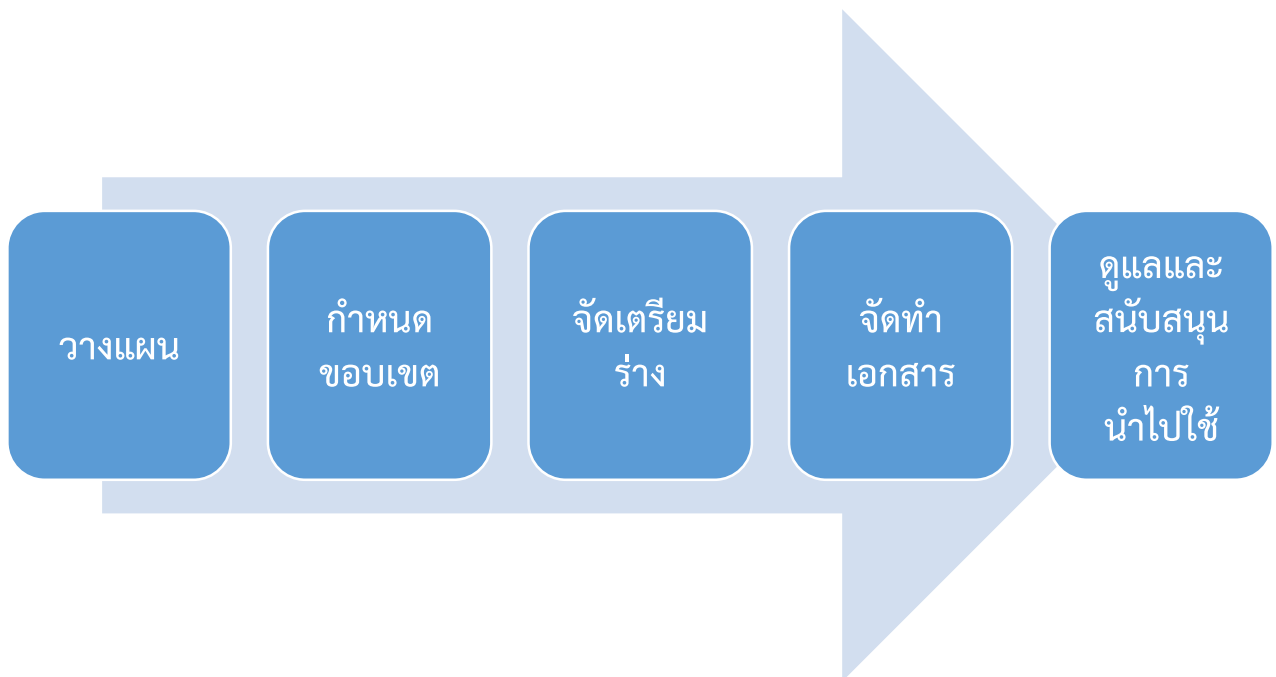 วางแผน
กำหนด
ขอบเขต
จัดเตรียม
ร่าง
จัดทำ
เอกสาร
ดูแลและ
สนับสนุน
การ
นำไปใช้